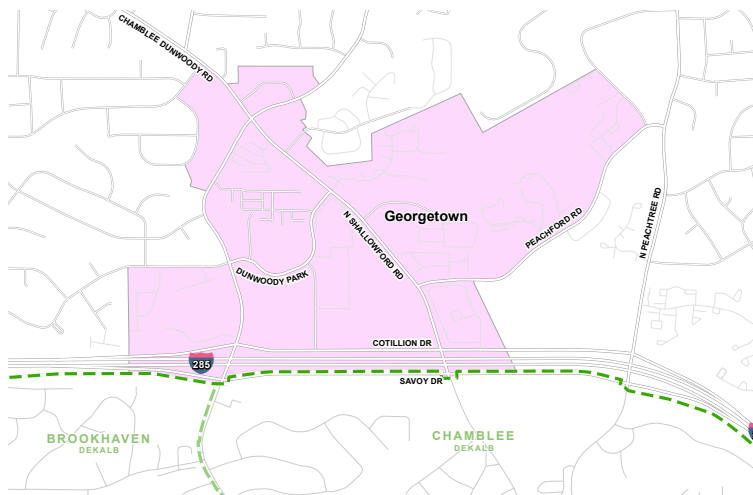 CHAMBLEE DUNWOODY RD
N SHALLOWFORD RD
Georgetown
PEACHFORD RD
N PEACHTREE RD
DUNWOODY PARK
COTILLION DR
285
SAVOY DR
BROOKHAVEN
DEKALB
CHAMBLEE
DEKALB